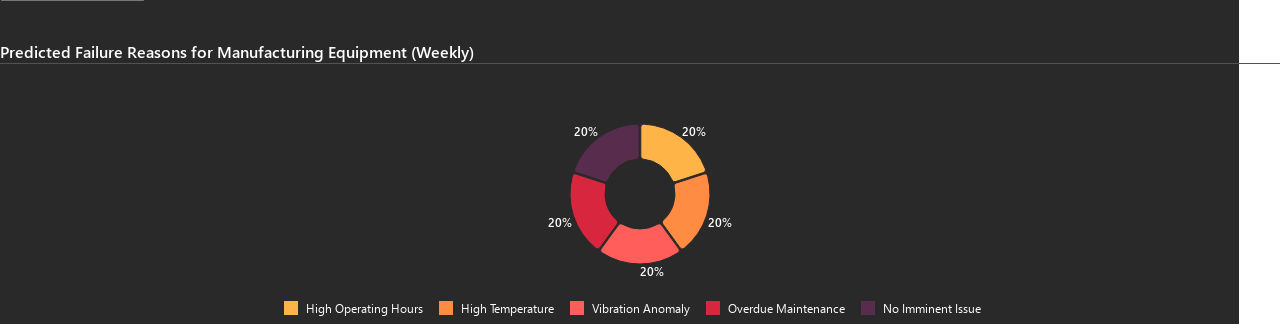 Predicted Failure Reasons for Manufacturing Equipment (Weekly)
20% 20%
20% 20%
20%
High Operating Hours High Temperature Vibration Anomaly Overdue Maintenance No Imminent Issue